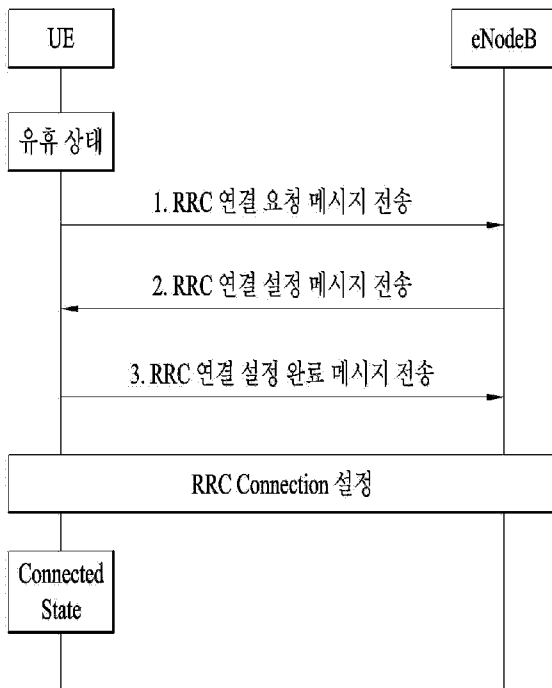 UE
eNodeB
유휴 상태
1. RRC 연결 요청 메시지 전송
2. RRC 연결 설정 메시지 전송
3. RRC 연결 설정 완료 메시지 전송
RRC Connection 설정
Connected
State